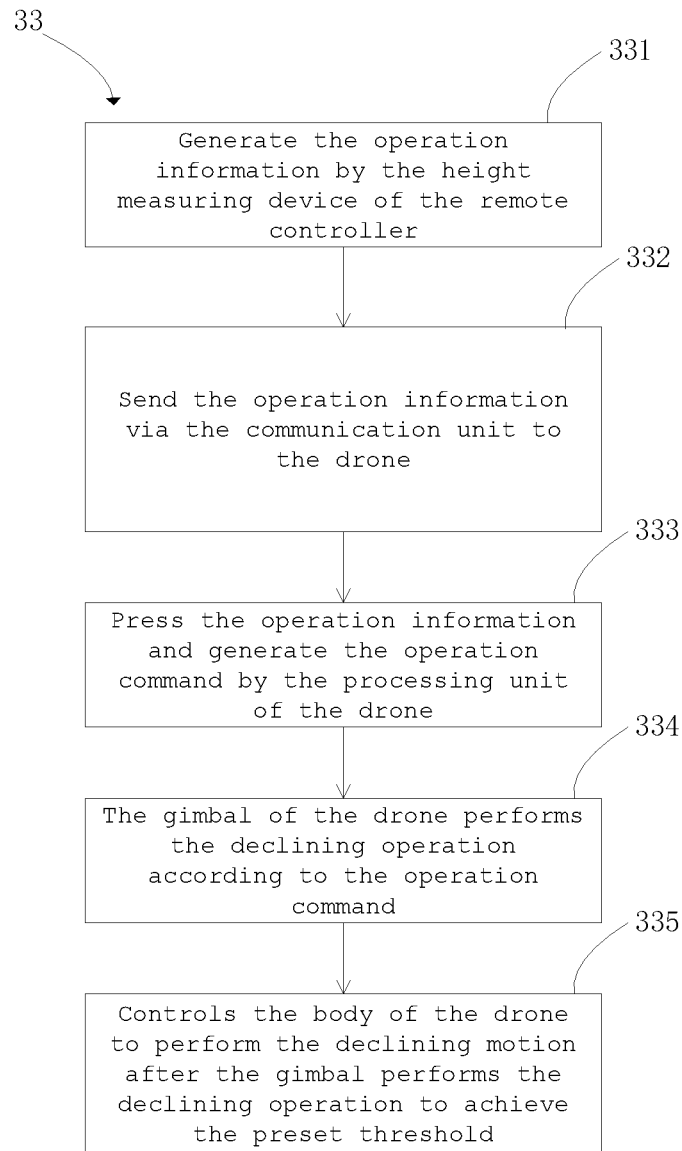 33
331
Generate the operation
information by the height
measuring device of the remote
controller
332
Send the operation information
via the communication unit to
the drone
333
Press the operation information
and generate the operation
command by the processing unit
of the drone
334
The gimbal of the drone performs
the declining operation
according to the operation
command
335
Controls the body of the drone
to perform the declining motion
after the gimbal performs the
declining operation to achieve
the preset threshold